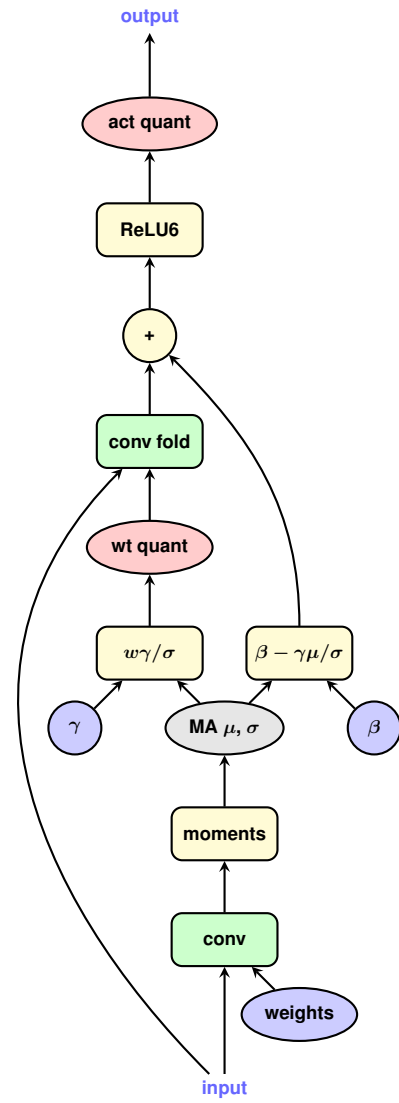 output
act quant
ReLU6
+
conv fold
wt quant
wγ/σ
β − γμ/σ
γ
MA μ, σ
β
moments
conv
weights
input